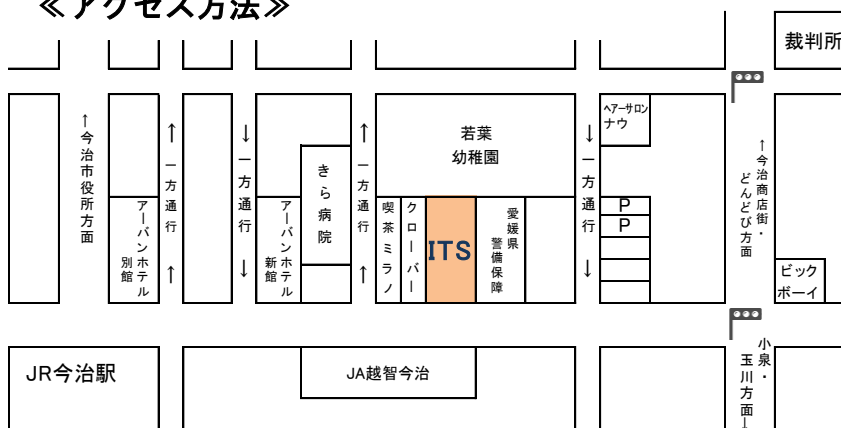 ≪アクセス方法≫
裁判所
↑今治市役所方面
↑一方通行↑
↓一方通行↓
きら病院
↑一方通行↑
若葉
幼稚園
↓一方通行↓
ヘアーサロン
ナウ
↑今治商店街・
どんどび方面
アーバンホテル
別館
アーバンホテル
新館
喫茶ミラノ
クローバー
ITS
愛媛県
警備保障
P
P
ビック
ボーイ
JR今治駅
JA越智今治
小泉・
玉川方面↓